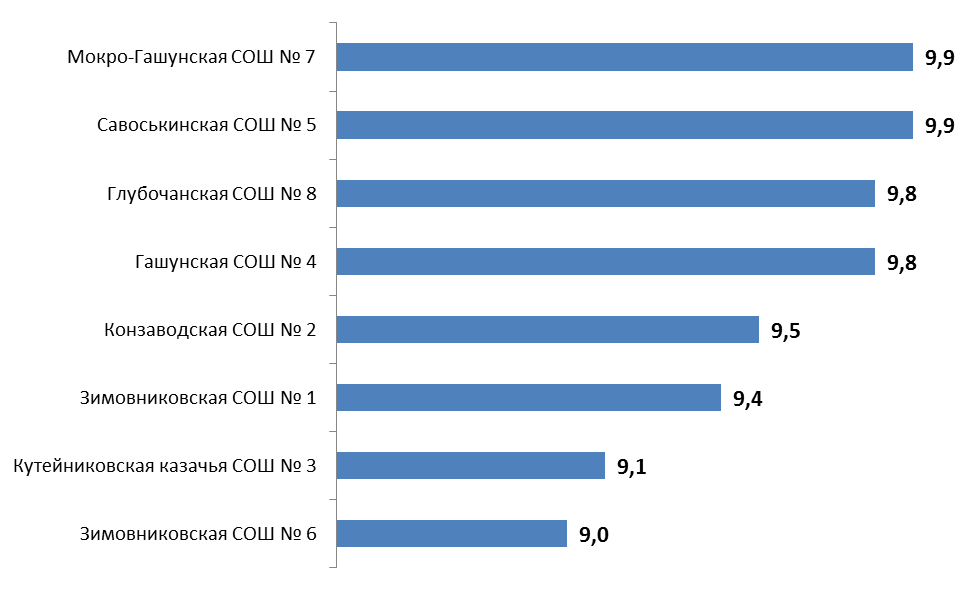 Мокро-Гашунская СОШ № 7 9,9
Савоськинская СОШ № 5 9,9
Глубочанская СОШ № 8 9,8
Гашунская СОШ № 4 9,8
Конзаводская СОШ № 2 9,5
Зимовниковская СОШ № 1 9,4
Кутейниковская казачья СОШ № 3 9,1
Зимовниковская СОШ № 6 9,0